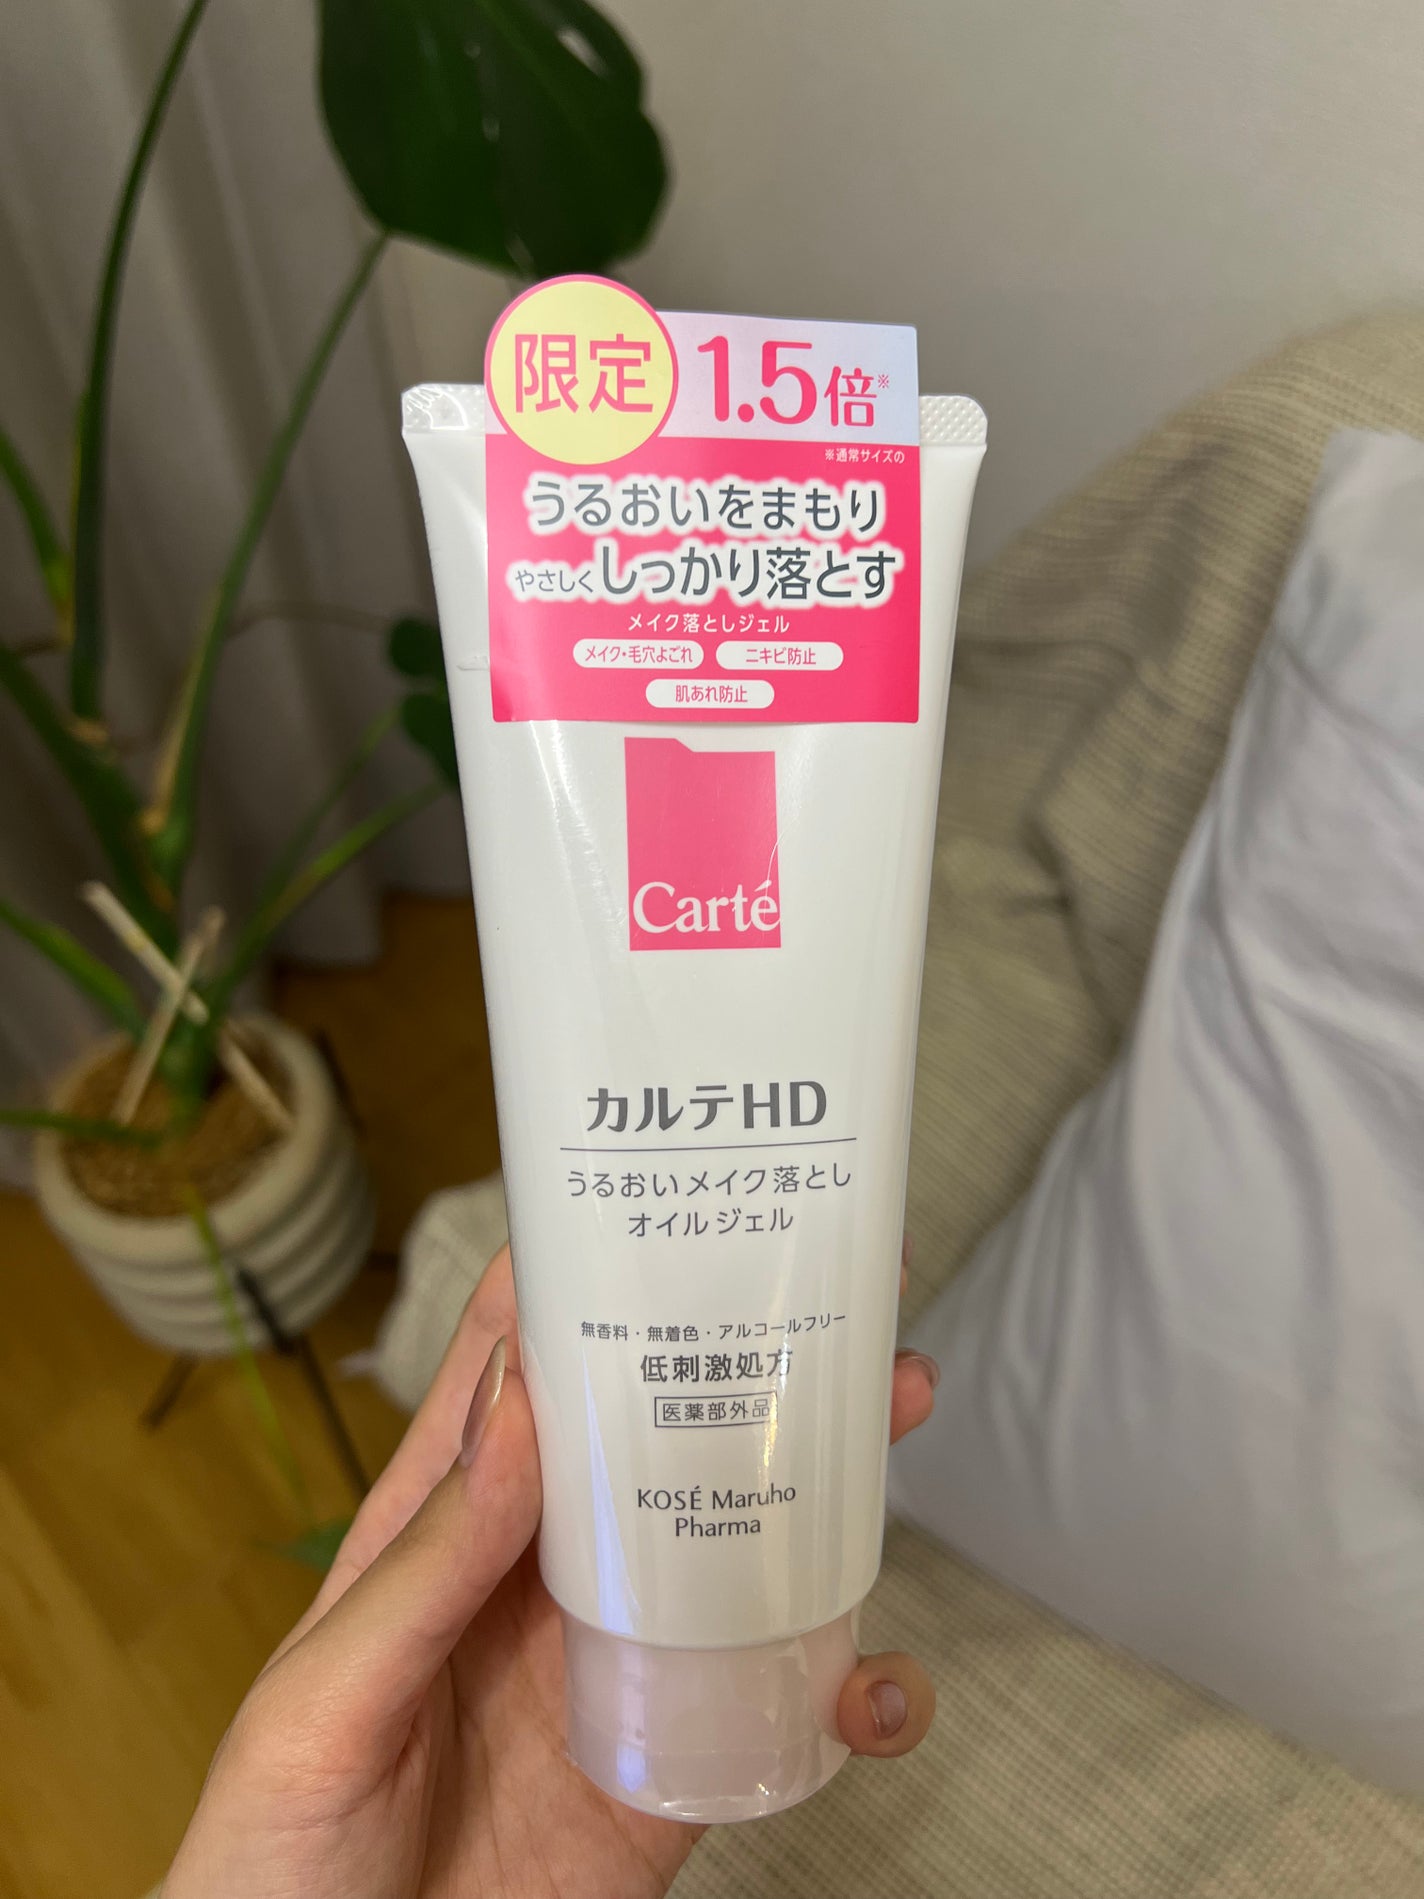 限定
1.5倍※
※通常サイズの
うるおいをまもり
やさしくしっかり落とす
メイク落としジェル
メイク・毛穴よごれ ニキビ防止
肌あれ防止
Carté
カルテHD
うるおいメイク落とし
オイルジェル
無香料・無着色・アルコールフリー
低刺激処方
医薬部外品
KOSÉ Maruho
Pharma